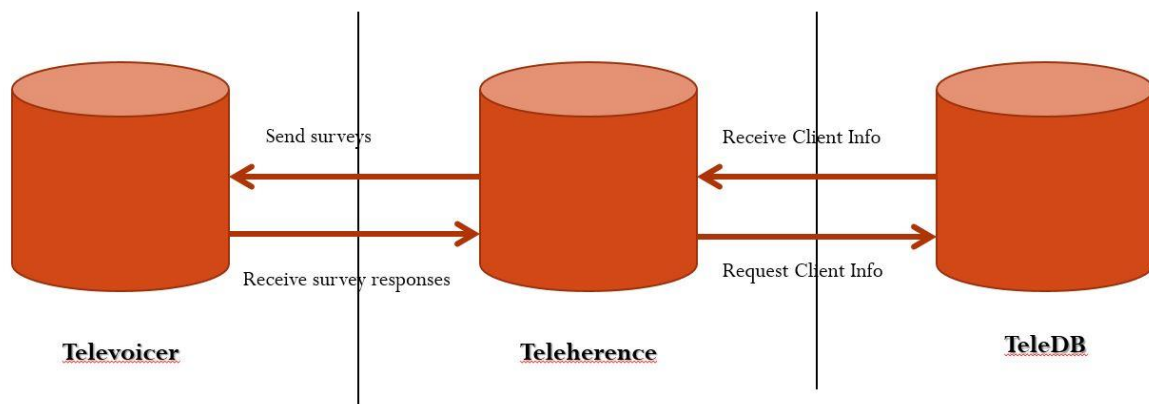 Send surveys
Receive Client Info
Receive survey responses
Request Client Info
Televoicer
Teleherence
TeleDB